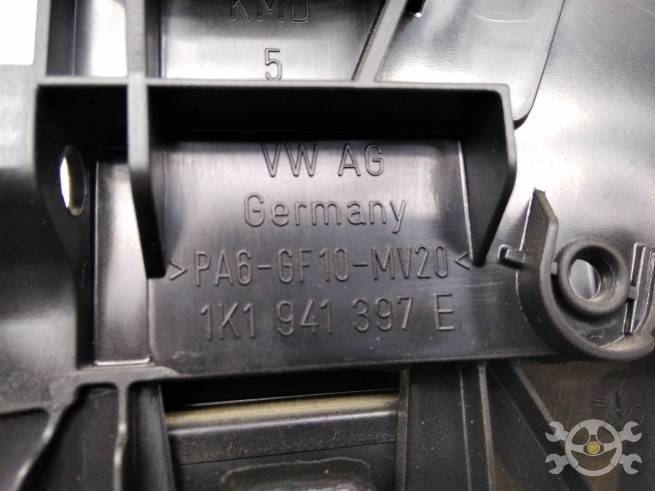 KMD
5
VW AG
Germany
>PA6-GF10-MV20<
1K1 941 397 E